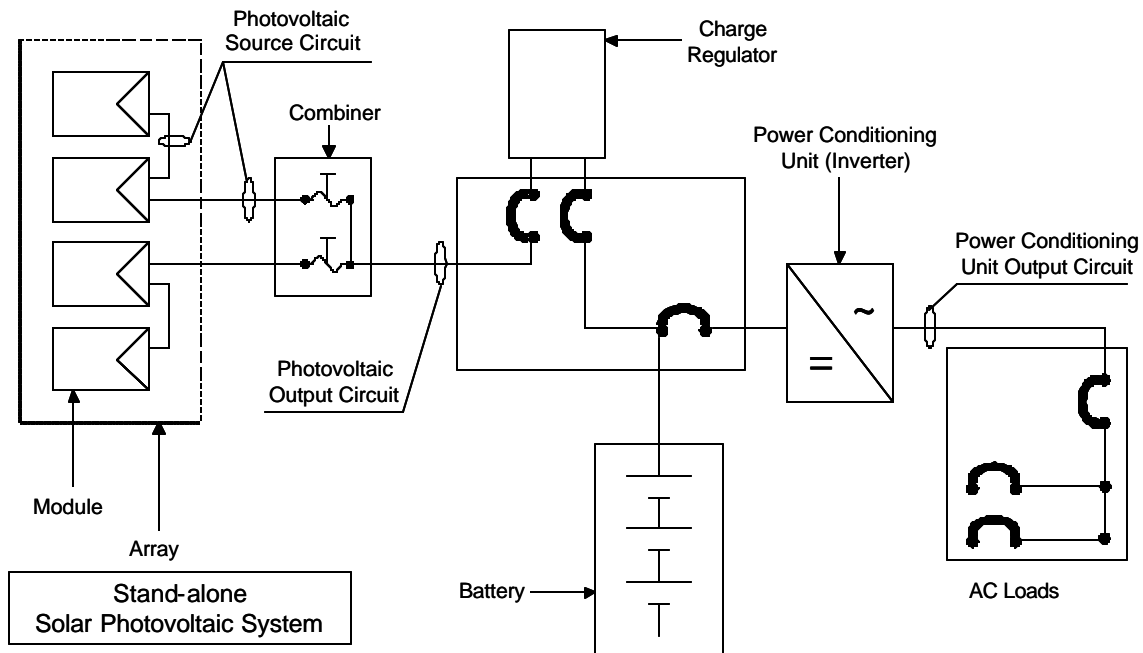 Photovoltaic
Source Circuit
Charge
Regulator
Combiner
Power Conditioning
Unit (Inverter)
Power Conditioning
Unit Output Circuit
~
=
Photovoltaic
Output Circuit
Module
Array
Battery
AC Loads
Stand-alone
Solar Photovoltaic System